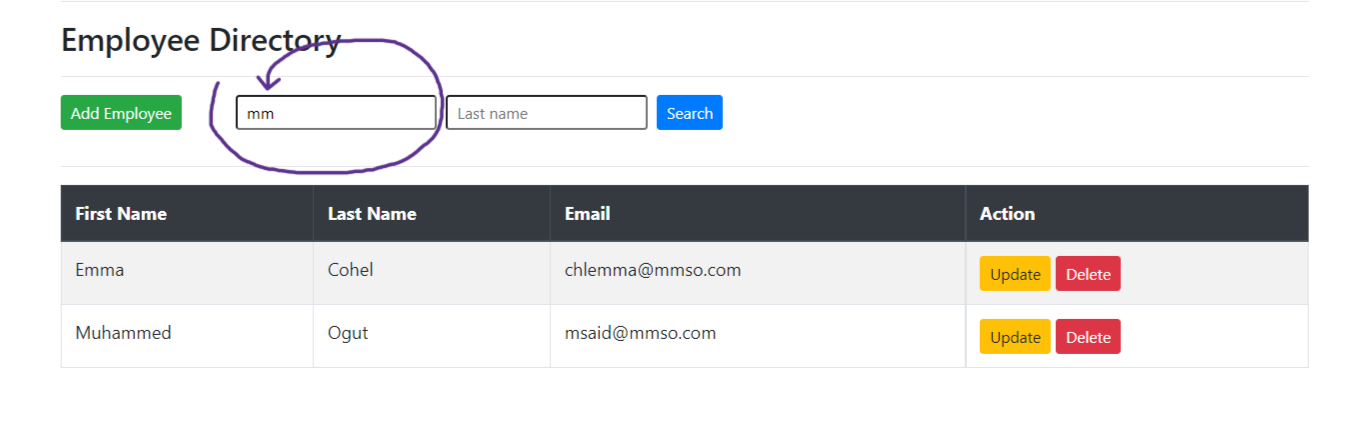 Employee Directory
Add Employee mm Last name Search
First Name Last Name Email Action
Emma Cohel chlemma@mmso.com Update Delete
Muhammed Ogut msaid@mmso.com Update Delete